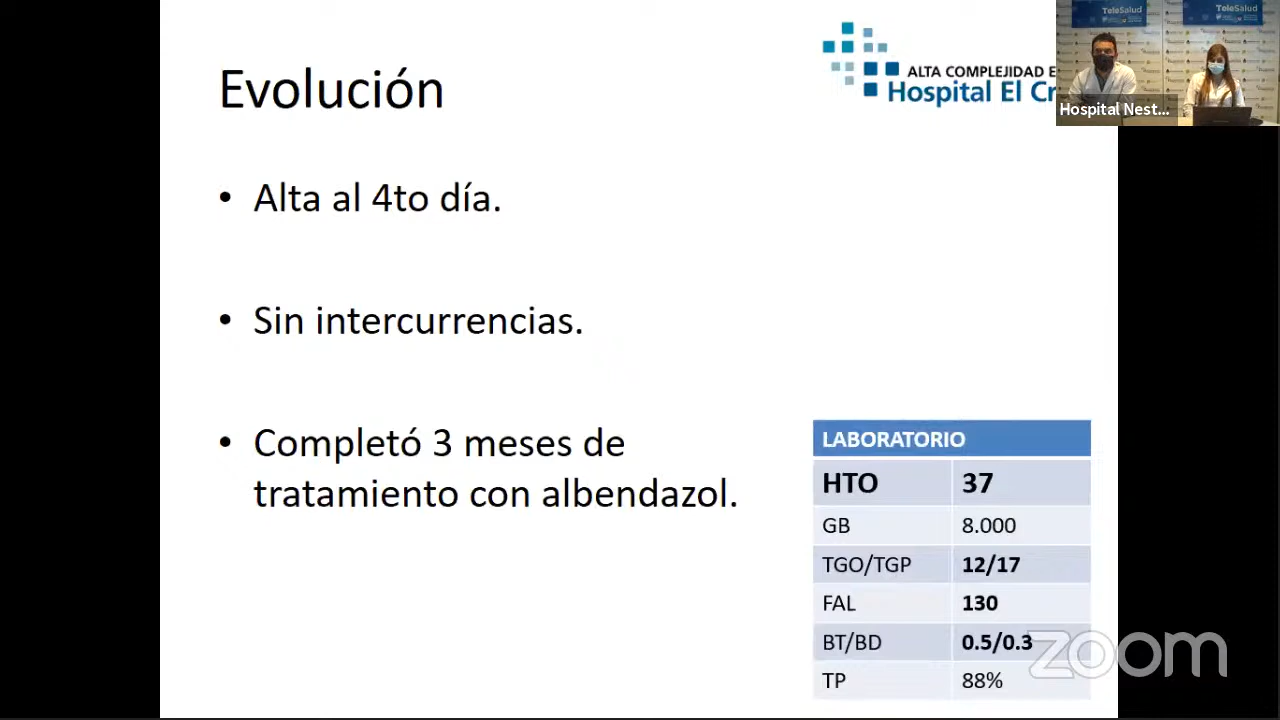 Evolución
ALTA COMPLEJIDAD E
Hospital El Cr
TeleSalud
TeleSalud
Hospital Nest...
• Alta al 4to día.
• Sin intercurrencias.
• Completó 3 meses de
tratamiento con albendazol.
LABORATORIO
HTO 37
GB 8.000
TGO/TGP 12/17
FAL 130
BT/BD 0.5/0.3
TP 88%
zoom